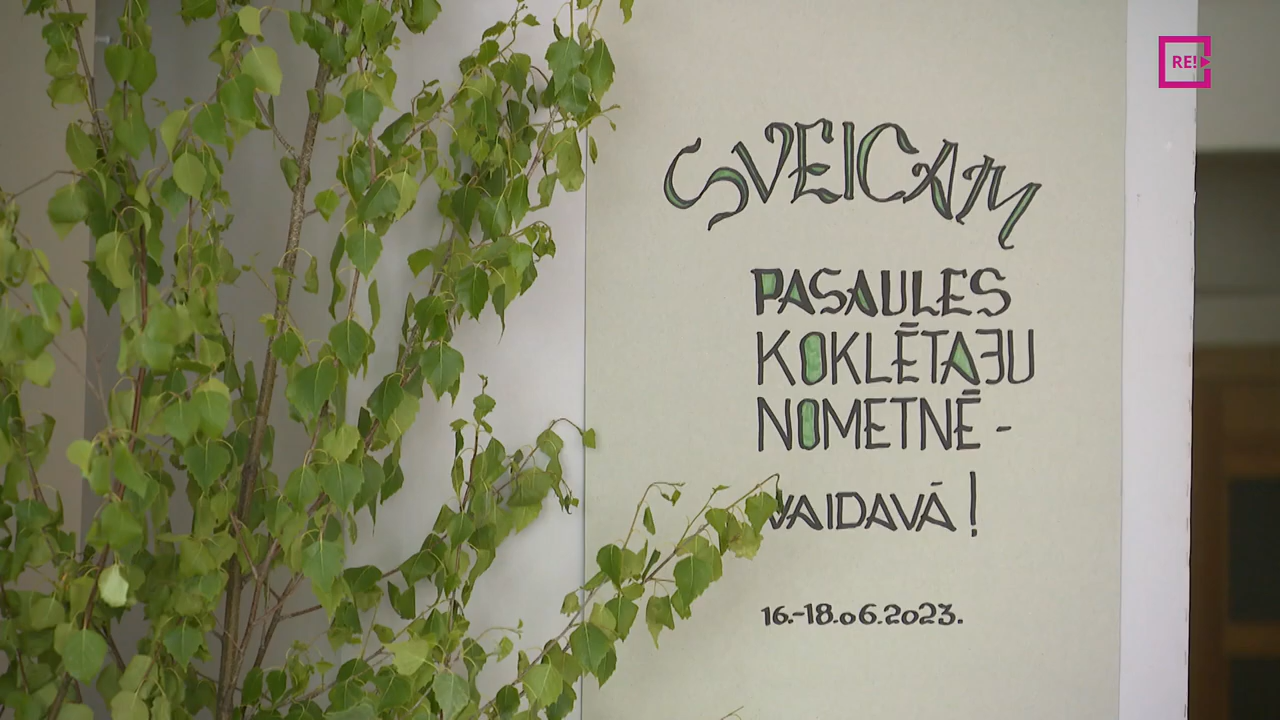 RE!
SVEICAM
PASAULES
KOKLĒTAJU
NOMETNĒ -
VAIDAVĀ!
16.-18.06.2023.